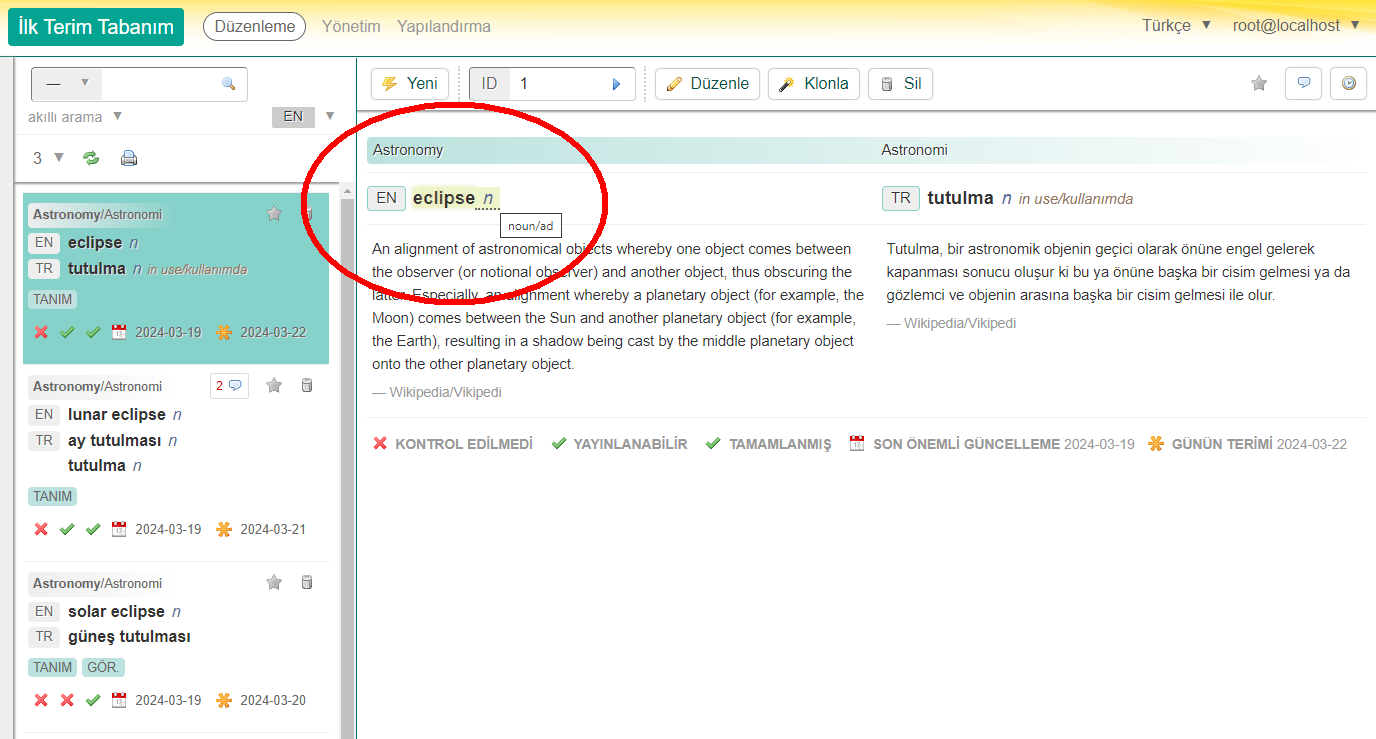 İlk Terim Tabanım
Düzenleme Yönetim Yapılandırma
Türkçe ▼ root@localhost ▼
— ▼
akıllı arama ▼ EN ▼
3 ▼
Astronomy/Astronomi
EN eclipse n
TR tutulma n in use/kullanımda
TANIM
2024-03-19 2024-03-22
Astronomy/Astronomi 2
EN lunar eclipse n
TR ay tutulması n
tutulma n
TANIM
2024-03-19 2024-03-21
Astronomy/Astronomi
EN solar eclipse n
TR güneş tutulması
TANIM GÖR.
2024-03-19 2024-03-20
Yeni ID 1 Düzenle Klonla Sil
Astronomy Astronomi
EN eclipse n
noun/ad
An alignment of astronomical objects whereby one object comes between
the observer (or notional observer) and another object, thus obscuring the
latter. Especially, an alignment whereby a planetary object (for example, the
Moon) comes between the Sun and another planetary object (for example,
the Earth), resulting in a shadow being cast by the middle planetary object
onto the other planetary object.
— Wikipedia/Vikipedi
TR tutulma n in use/kullanımda
Tutulma, bir astronomik objenin geçici olarak önüne engel gelerek
kapanması sonucu oluşur ki bu ya önüne başka bir cisim gelmesi ya da
gözlemci ve objenin arasına başka bir cisim gelmesi ile olur.
— Wikipedia/Vikipedi
KONTROL EDİLMEDİ YAYINLANABİLİR TAMAMLANMIŞ SON ÖNEMLİ GÜNCELLEME 2024-03-19 GÜNÜN TERİMİ 2024-03-22